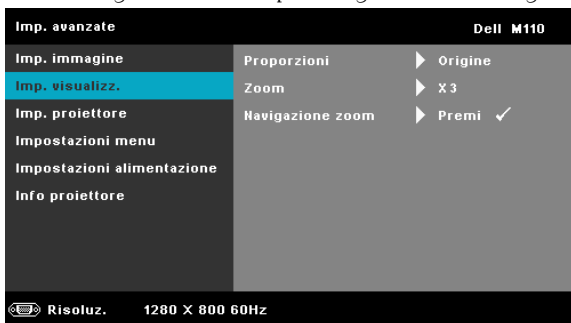 Imp. avanzate Dell M110
Imp. immagine
Imp. visualizz.
Imp. proiettore
Impostazioni menu
Impostazioni alimentazione
Info proiettore
Proporzioni Origine
Zoom X 3
Navigazione zoom Premi
Risoluz. 1280 X 800 60Hz